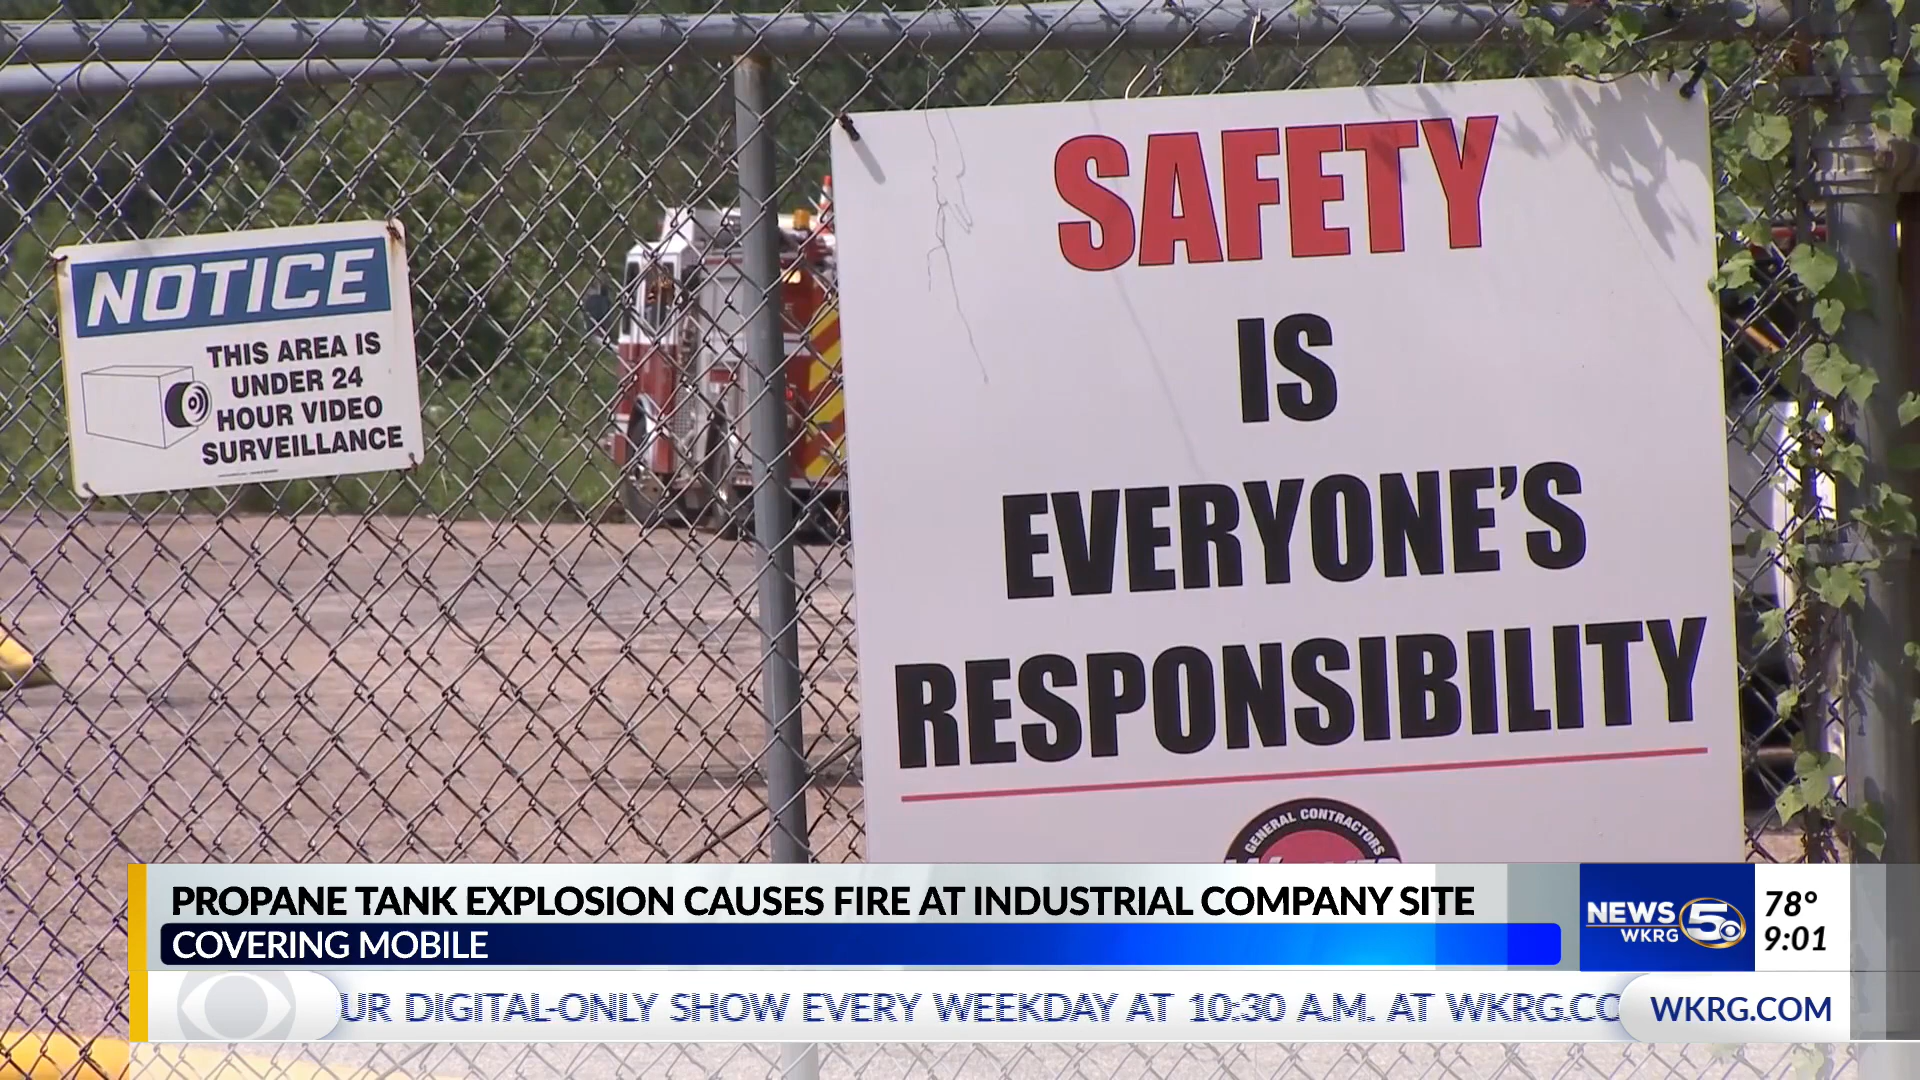 NOTICE
THIS AREA IS
UNDER 24
HOUR VIDEO
SURVEILLANCE
SAFETY
IS
EVERYONE'S
RESPONSIBILITY
GENERAL CONTRACTORS
PROPANE TANK EXPLOSION CAUSES FIRE AT INDUSTRIAL COMPANY SITE
COVERING MOBILE
NEWS 5
WKRG
78°
9:01
UR DIGITAL-ONLY SHOW EVERY WEEKDAY AT 10:30 A.M. AT WKRG.CO
WKRG.COM